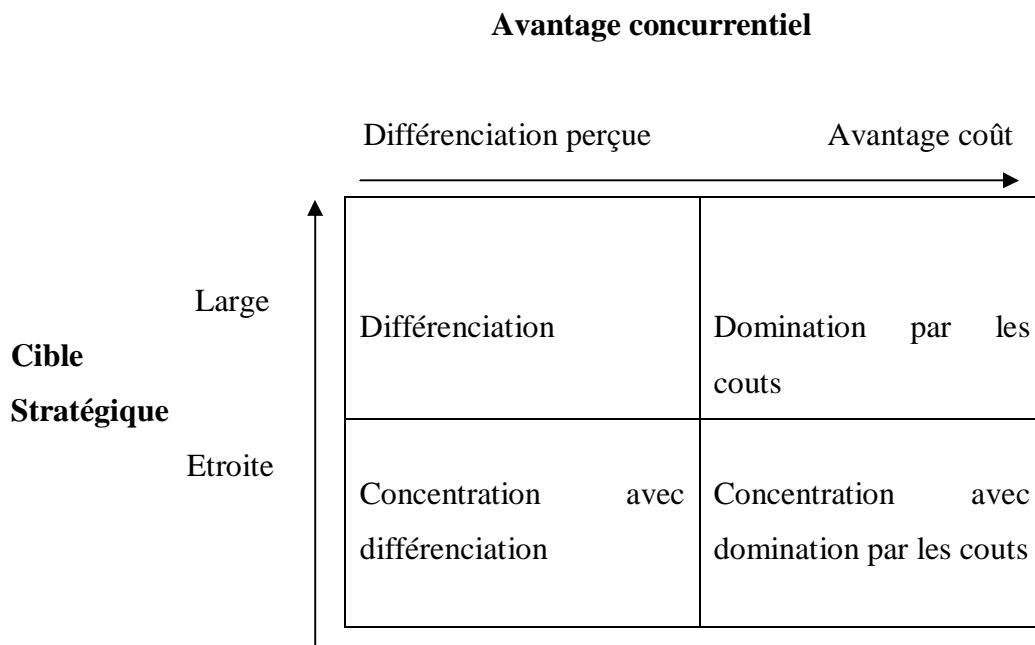 Avantage concurrentiel
Différenciation perçue Avantage coût
Large
Différenciation
Domination par les
couts
Cible
Stratégique
Etroite
Concentration avec
différenciation
Concentration avec
domination par les couts